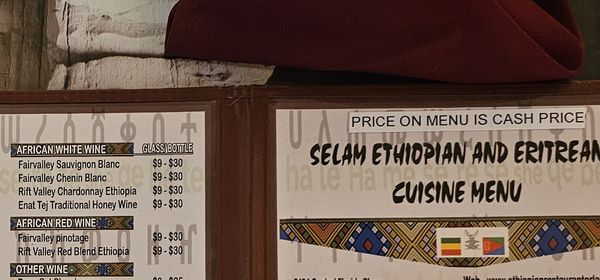 AFRICAN WHITE WINE GLASS/BOTTLE
Fairvalley Sauvignon Blanc $9 - $30
Fairvalley Chenin Blanc $9 - $30
Rift Valley Chardonnay Ethiopia $9 - $30
Enat Tej Traditional Honey Wine $9 - $30
AFRICAN RED WINE
Fairvalley pinotage $9 - $30
Rift Valley Red Blend Ethiopia $9 - $30
OTHER WINE
PRICE ON MENU IS CASH PRICE
SELAM ETHIOPIAN AND ERITREAN
CUISINE MENU